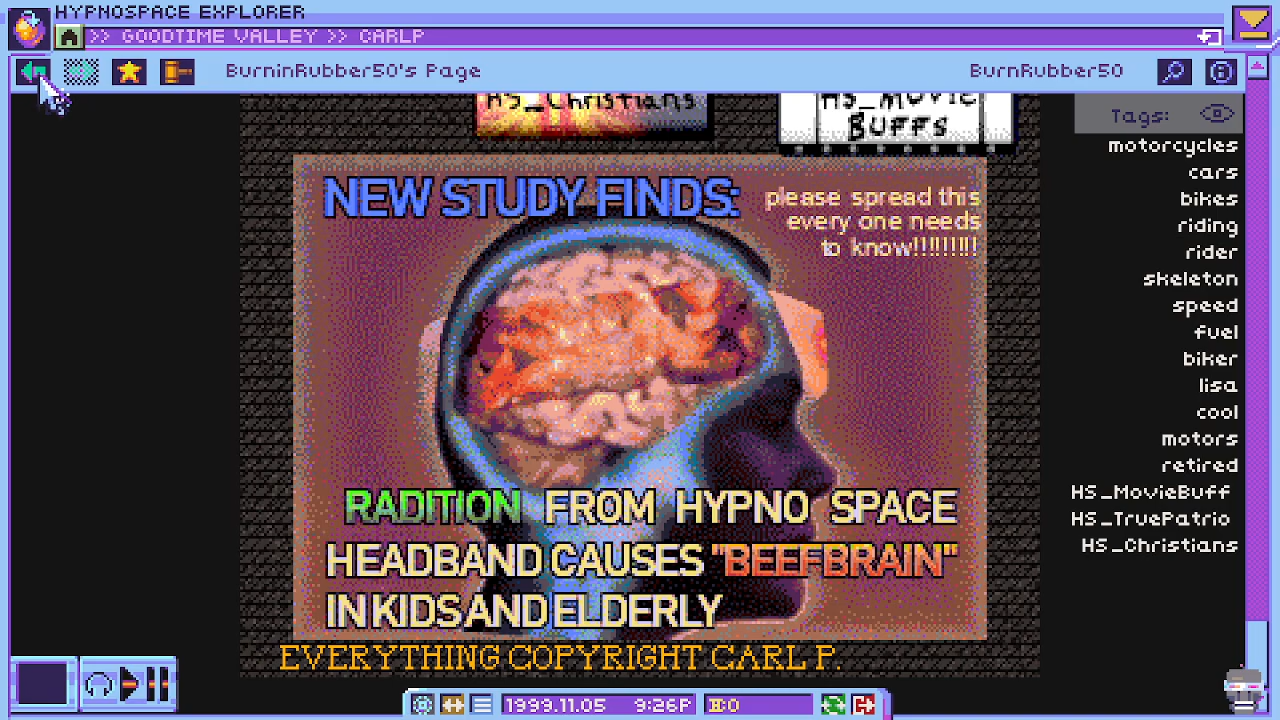 HYPNOSPACE EXPLORER
>> GOODTIME VALLEY >> CARLP
BurninRubber50's Page
BurnRubber50
HS_Christians
HS_MOVIE
BUFFS
Tags:
motorcycles
cars
bikes
riding
rider
skeleton
speed
fuel
biker
lisa
cool
motors
retired
HS_MovieBuff
HS_TruePatrio
HS_Christians
NEW STUDY FINDS:
please spread this
every one needs
to know!!!!!!!!!
RADITION FROM HYPNO SPACE
HEADBAND CAUSES "BEEFBRAIN"
IN KIDS AND ELDERLY
EVERYTHING COPYRIGHT CARL P.
1999.11.05 9:26P
:0